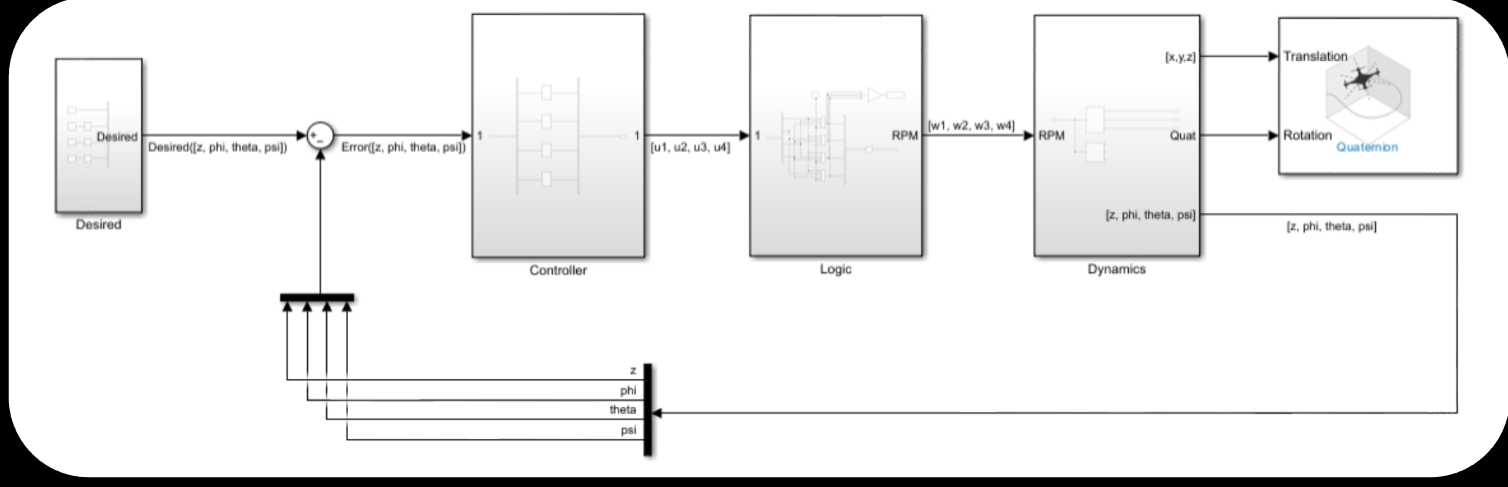 [x,y,z]
Translation
Desired
+
−
1
1
1
RPM
[w1, w2, w3, w4]
RPM
Quat
Rotation
Quaternion
Desired([z, phi, theta, psi])
Error([z, phi, theta, psi])
[u1, u2, u3, u4]
[z, phi, theta, psi]
[z, phi, theta, psi]
Desired
Controller
Logic
Dynamics
z
phi
theta
psi